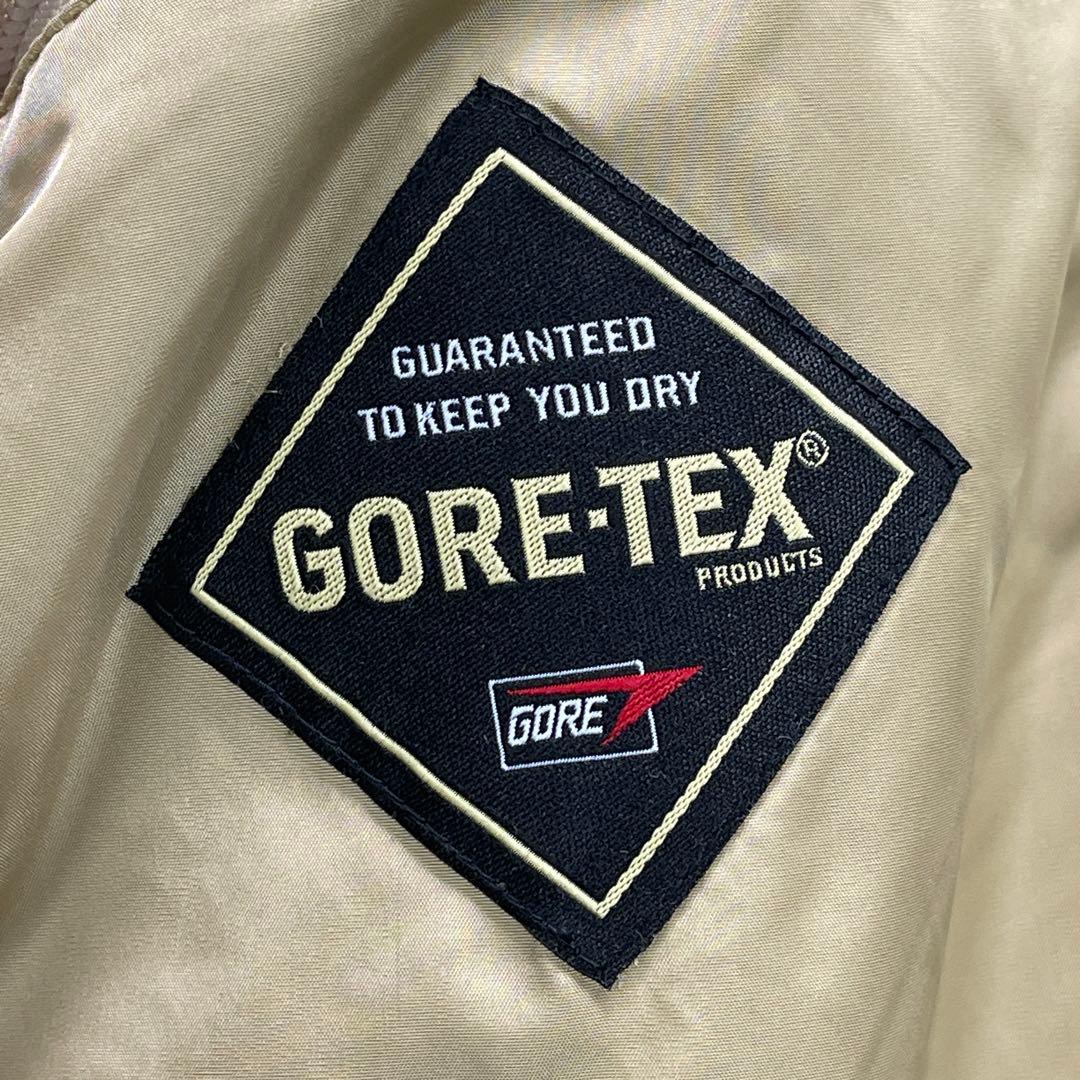 GUARANTEED
TO KEEP YOU DRY
GORE-TEX®
PRODUCTS
GORE